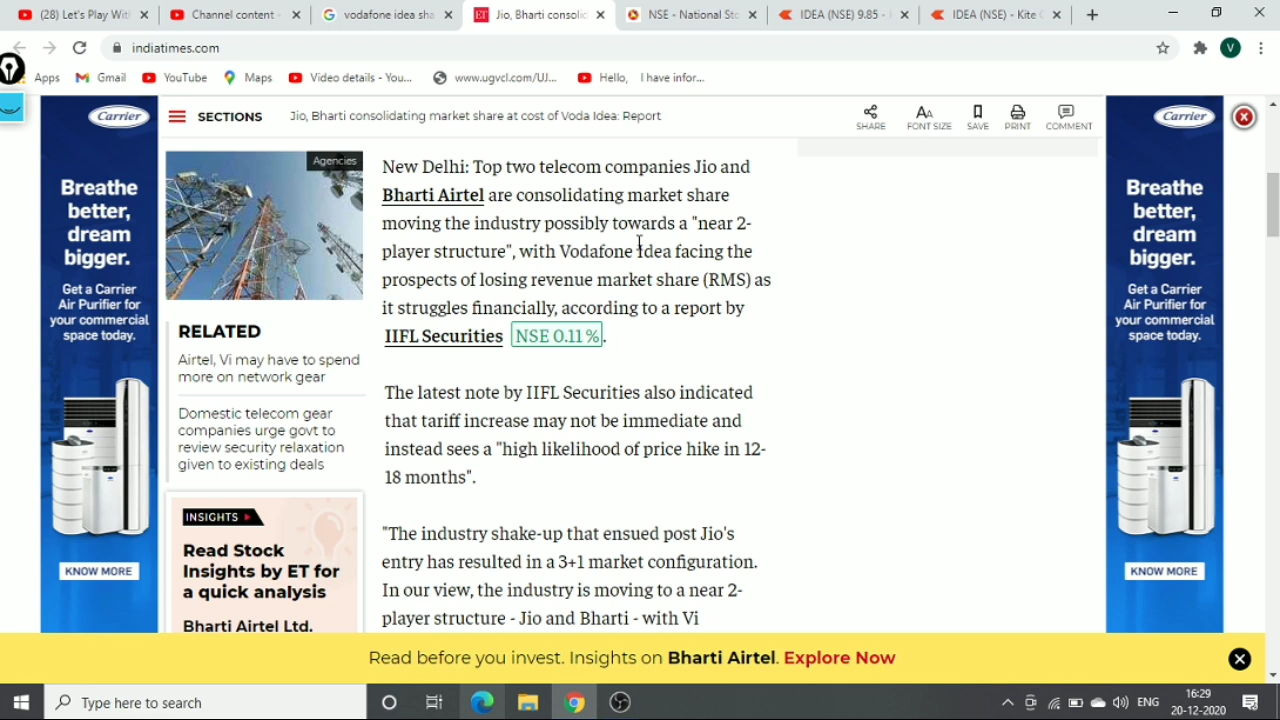 (28) Let's Play Wit
Channel content -
vodafone idea sha
ET
Jio, Bharti consolic
NSE - National Sto
IDEA (NSE) 9.85 -
IDEA (NSE) - Kite
indiatimes.com
V
Apps
Gmail
YouTube
Maps
Video details - You...
www.ugvcl.com/UJ...
Hello, I have infor...
Carrier
SECTIONS
Jio, Bharti consolidating market share at cost of Voda Idea: Report
SHARE
AA
FONT SIZE
SAVE
PRINT
COMMENT
Carrier
Breathe
better,
dream
bigger.
Get a Carrier
Air Purifier for
your commercial
space today.
KNOW MORE
Agencies
RELATED
Airtel, Vi may have to spend
more on network gear
Domestic telecom gear
companies urge govt to
review security relaxation
given to existing deals
INSIGHTS
Read Stock
Insights by ET for
a quick analysis
Bharti Airtel Ltd.
New Delhi: Top two telecom companies Jio and
Bharti Airtel are consolidating market share
moving the industry possibly towards a "near 2-
player structure", with Vodafone Idea facing the
prospects of losing revenue market share (RMS) as
it struggles financially, according to a report by
IIFL Securities NSE 0.11 %.
The latest note by IIFL Securities also indicated
that tariff increase may not be immediate and
instead sees a "high likelihood of price hike in 12-
18 months".
"The industry shake-up that ensued post Jio's
entry has resulted in a 3+1 market configuration.
In our view, the industry is moving to a near 2-
player structure - Jio and Bharti - with Vi
Breathe
better,
dream
bigger.
Get a Carrier
Air Purifier for
your commercial
space today.
KNOW MORE
Read before you invest. Insights on Bharti Airtel. Explore Now
Type here to search
ENG
16:29
20-12-2020